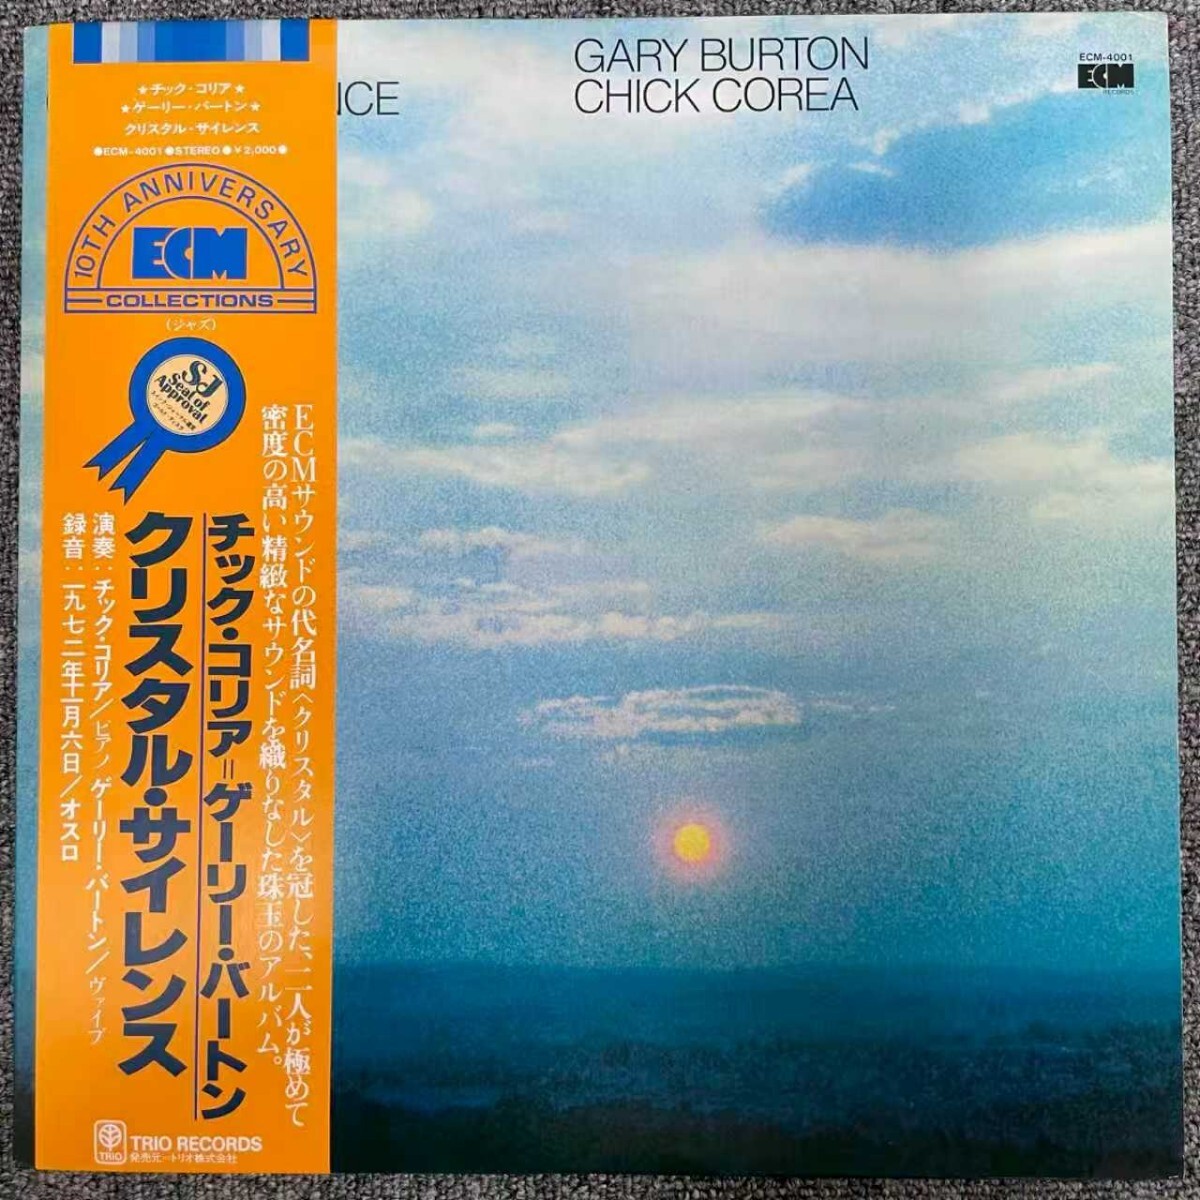 ★チック・コリア★
★ゲーリー・バートン★
クリスタル・サイレンス
●ECM-4001●STEREO●¥2,000●
10TH ANNIVERSARY
ECM
COLLECTIONS
(ジャズ)
SJ
Seal of
Approval
ECMサウンドの代名詞〈クリスタル〉を冠した、二人が極めて
密度の高い精緻なサウンドを織りなした珠玉のアルバム。
チック・コリア=ゲーリー・バートン
クリスタル・サイレンス
演奏:チック・コリア/ピアノ ゲーリー・バートン/ヴァイブ
録音:一九七二年十一月六日/オスロ
TRIO
TRIO RECORDS
発売元=トリオ株式会社
NCE
GARY BURTON
CHICK COREA
ECM-4001
ECM
RECORDS